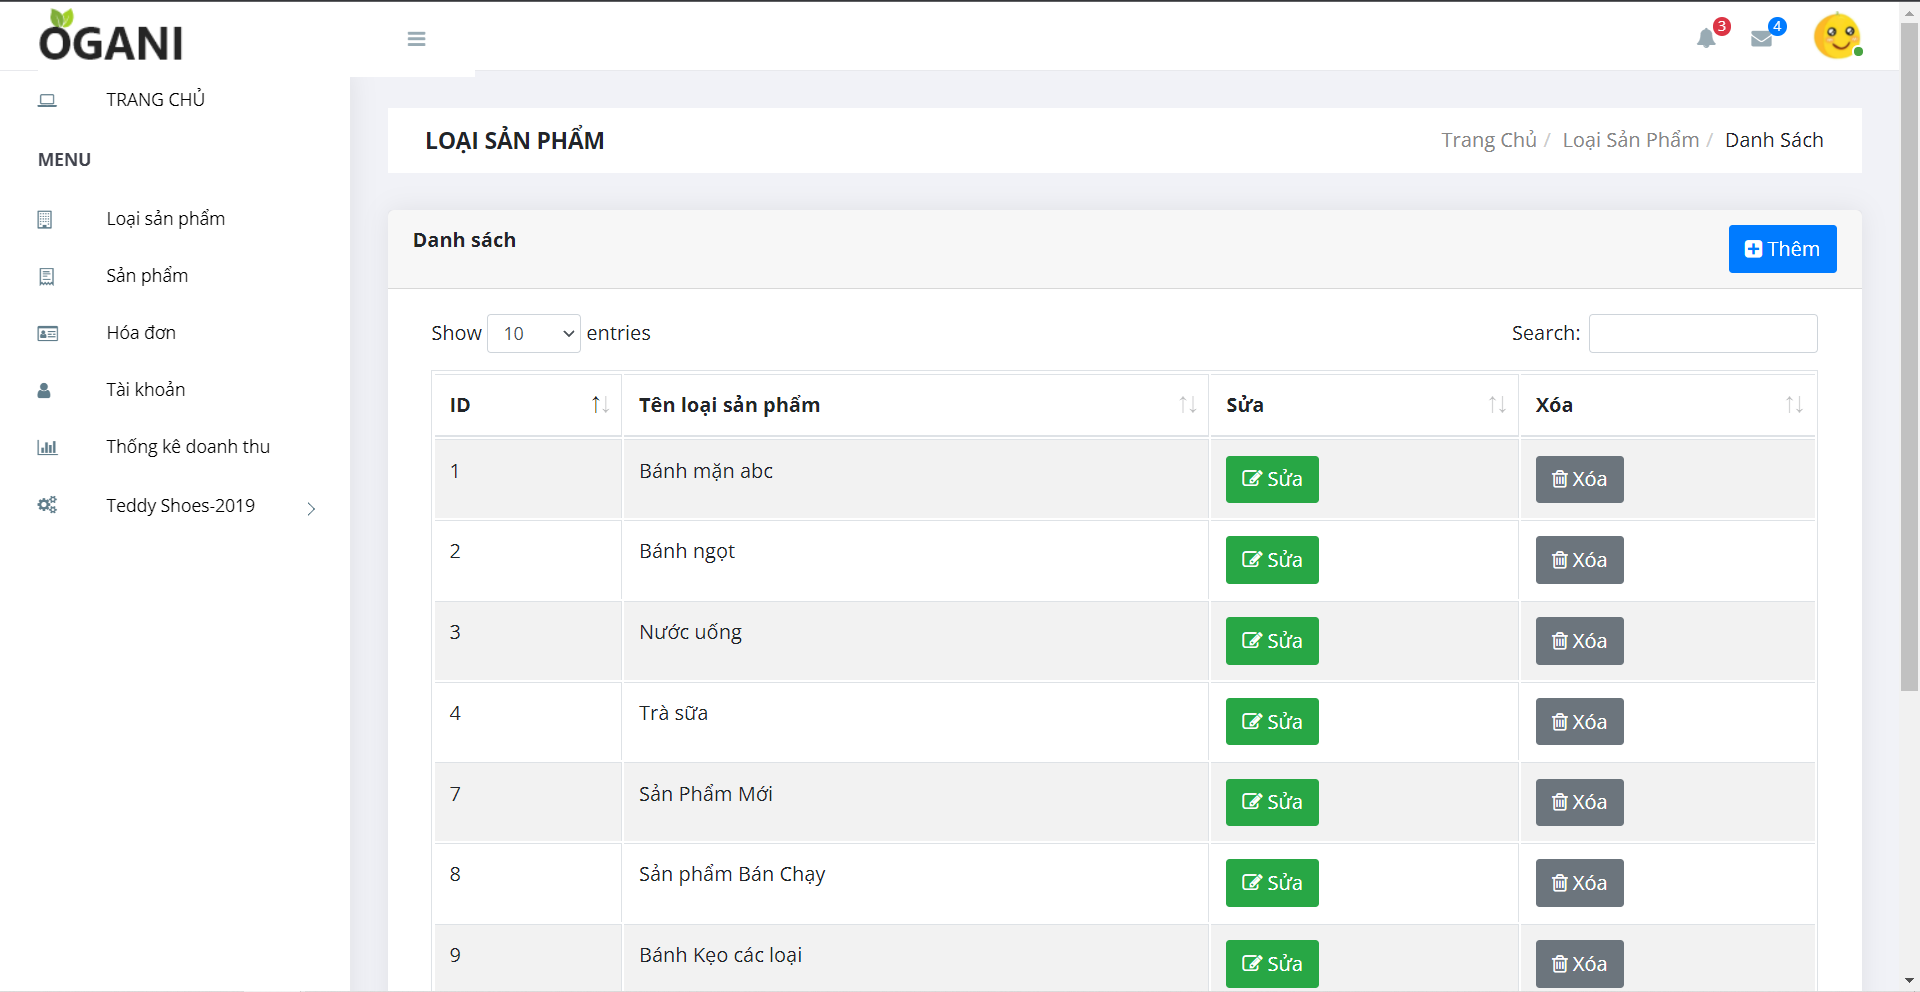 OGANI
3
4
TRANG CHỦ
MENU
Loại sản phẩm
Sản phẩm
Hóa đơn
Tài khoản
Thống kê doanh thu
Teddy Shoes-2019
LOẠI SẢN PHẨM
Trang Chủ / Loại Sản Phẩm / Danh Sách
Danh sách
Thêm
Show 10 entries
Search:
ID Tên loại sản phẩm Sửa Xóa
1 Bánh mặn abc Sửa Xóa
2 Bánh ngọt Sửa Xóa
3 Nước uống Sửa Xóa
4 Trà sữa Sửa Xóa
7 Sản Phẩm Mới Sửa Xóa
8 Sản phẩm Bán Chạy Sửa Xóa
9 Bánh Kẹo các loại Sửa Xóa